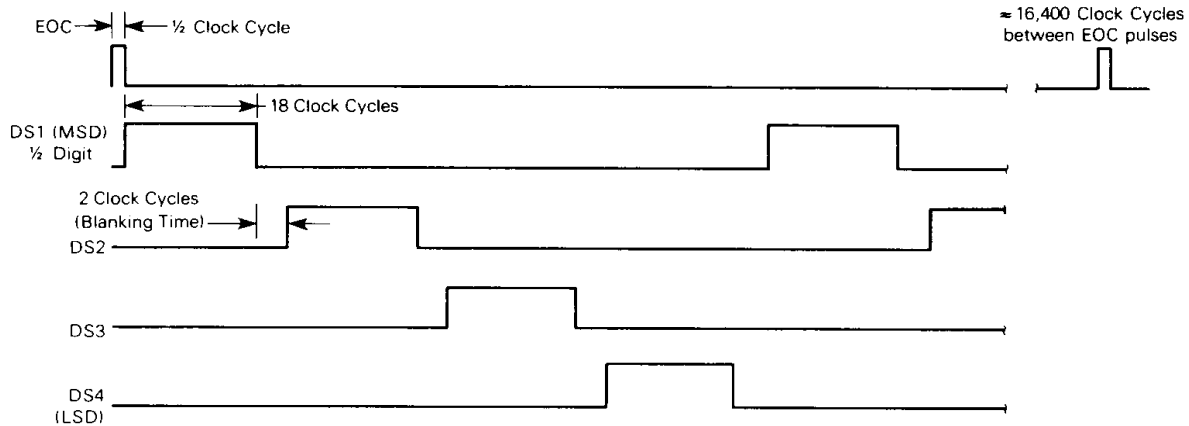 EOC
½ Clock Cycle
≈ 16,400 Clock Cycles
between EOC pulses
18 Clock Cycles
DS1 (MSD)
½ Digit
2 Clock Cycles
(Blanking Time)
DS2
DS3
DS4
(LSD)